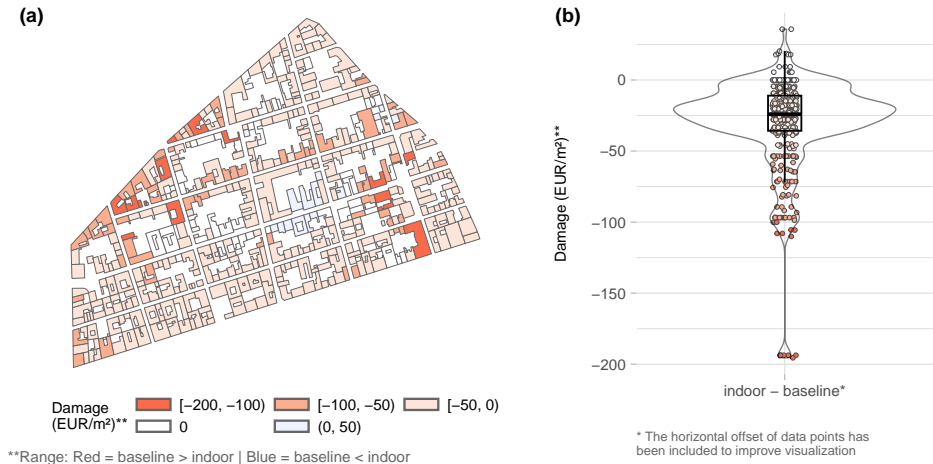 (a)
Damage
(EUR/m²)**
[−200, −100)
[−100, −50)
[−50, 0)
0
(0, 50)
**Range: Red = baseline > indoor | Blue = baseline < indoor
(b)
Damage (EUR/m²)**
0
−50
−100
−150
−200
indoor − baseline*
* The horizontal offset of data points has
been included to improve visualization